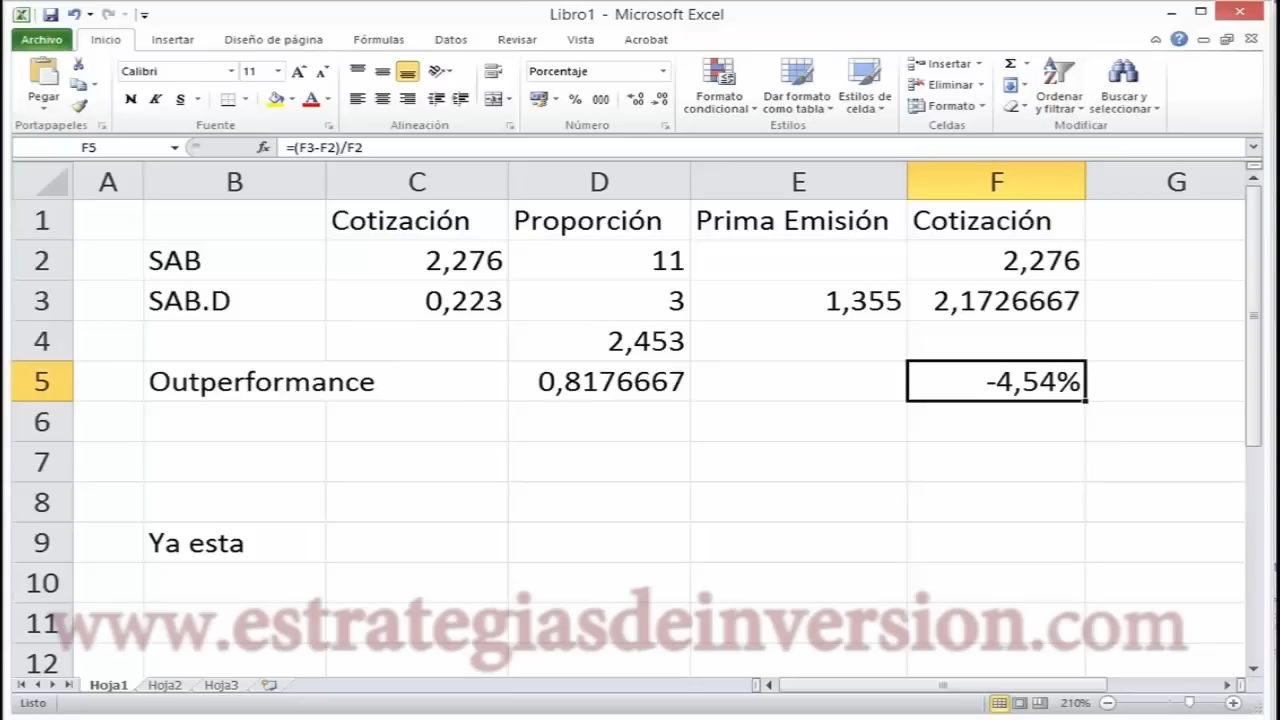 Libro1 - Microsoft Excel
Archivo Inicio Insertar Diseño de página Fórmulas Datos Revisar Vista Acrobat
Pegar
Portapapeles
Calibri 11
N K S
Fuente
Alineación
Porcentaje
% 000
Número
Formato condicional
Dar formato como tabla
Estilos de celda
Estilos
Insertar
Eliminar
Formato
Celdas
Ordenar y filtrar
Buscar y seleccionar
Modificar
F5 fx =(F3-F2)/F2
A B C D E F G
1 Cotización Proporción Prima Emisión Cotización
2 SAB 2,276 11 2,276
3 SAB.D 0,223 3 1,355 2,1726667
4 2,453
5 Outperformance 0,8176667 -4,54%
6
7
8
9 Ya esta
10
11
www.estrategiasdeinversion.com
12
Hoja1 Hoja2 Hoja3
Listo 210%